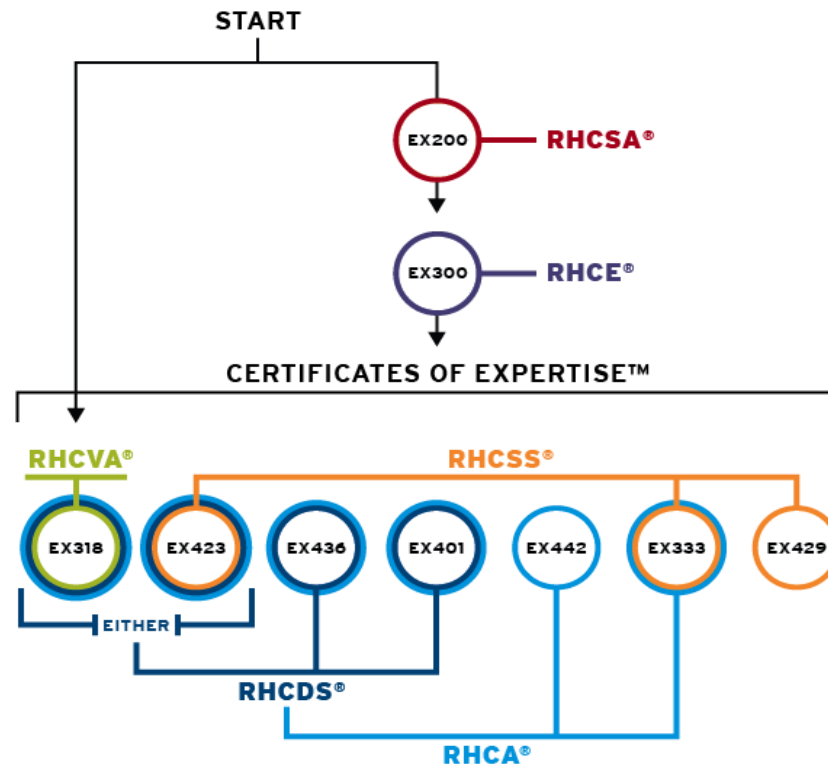 START
EX200
RHCSA®
EX300
RHCE®
CERTIFICATES OF EXPERTISE™
RHCVA®
RHCSS®
EX318
EX423
EX436
EX401
EX442
EX333
EX429
EITHER
RHCDS®
RHCA®